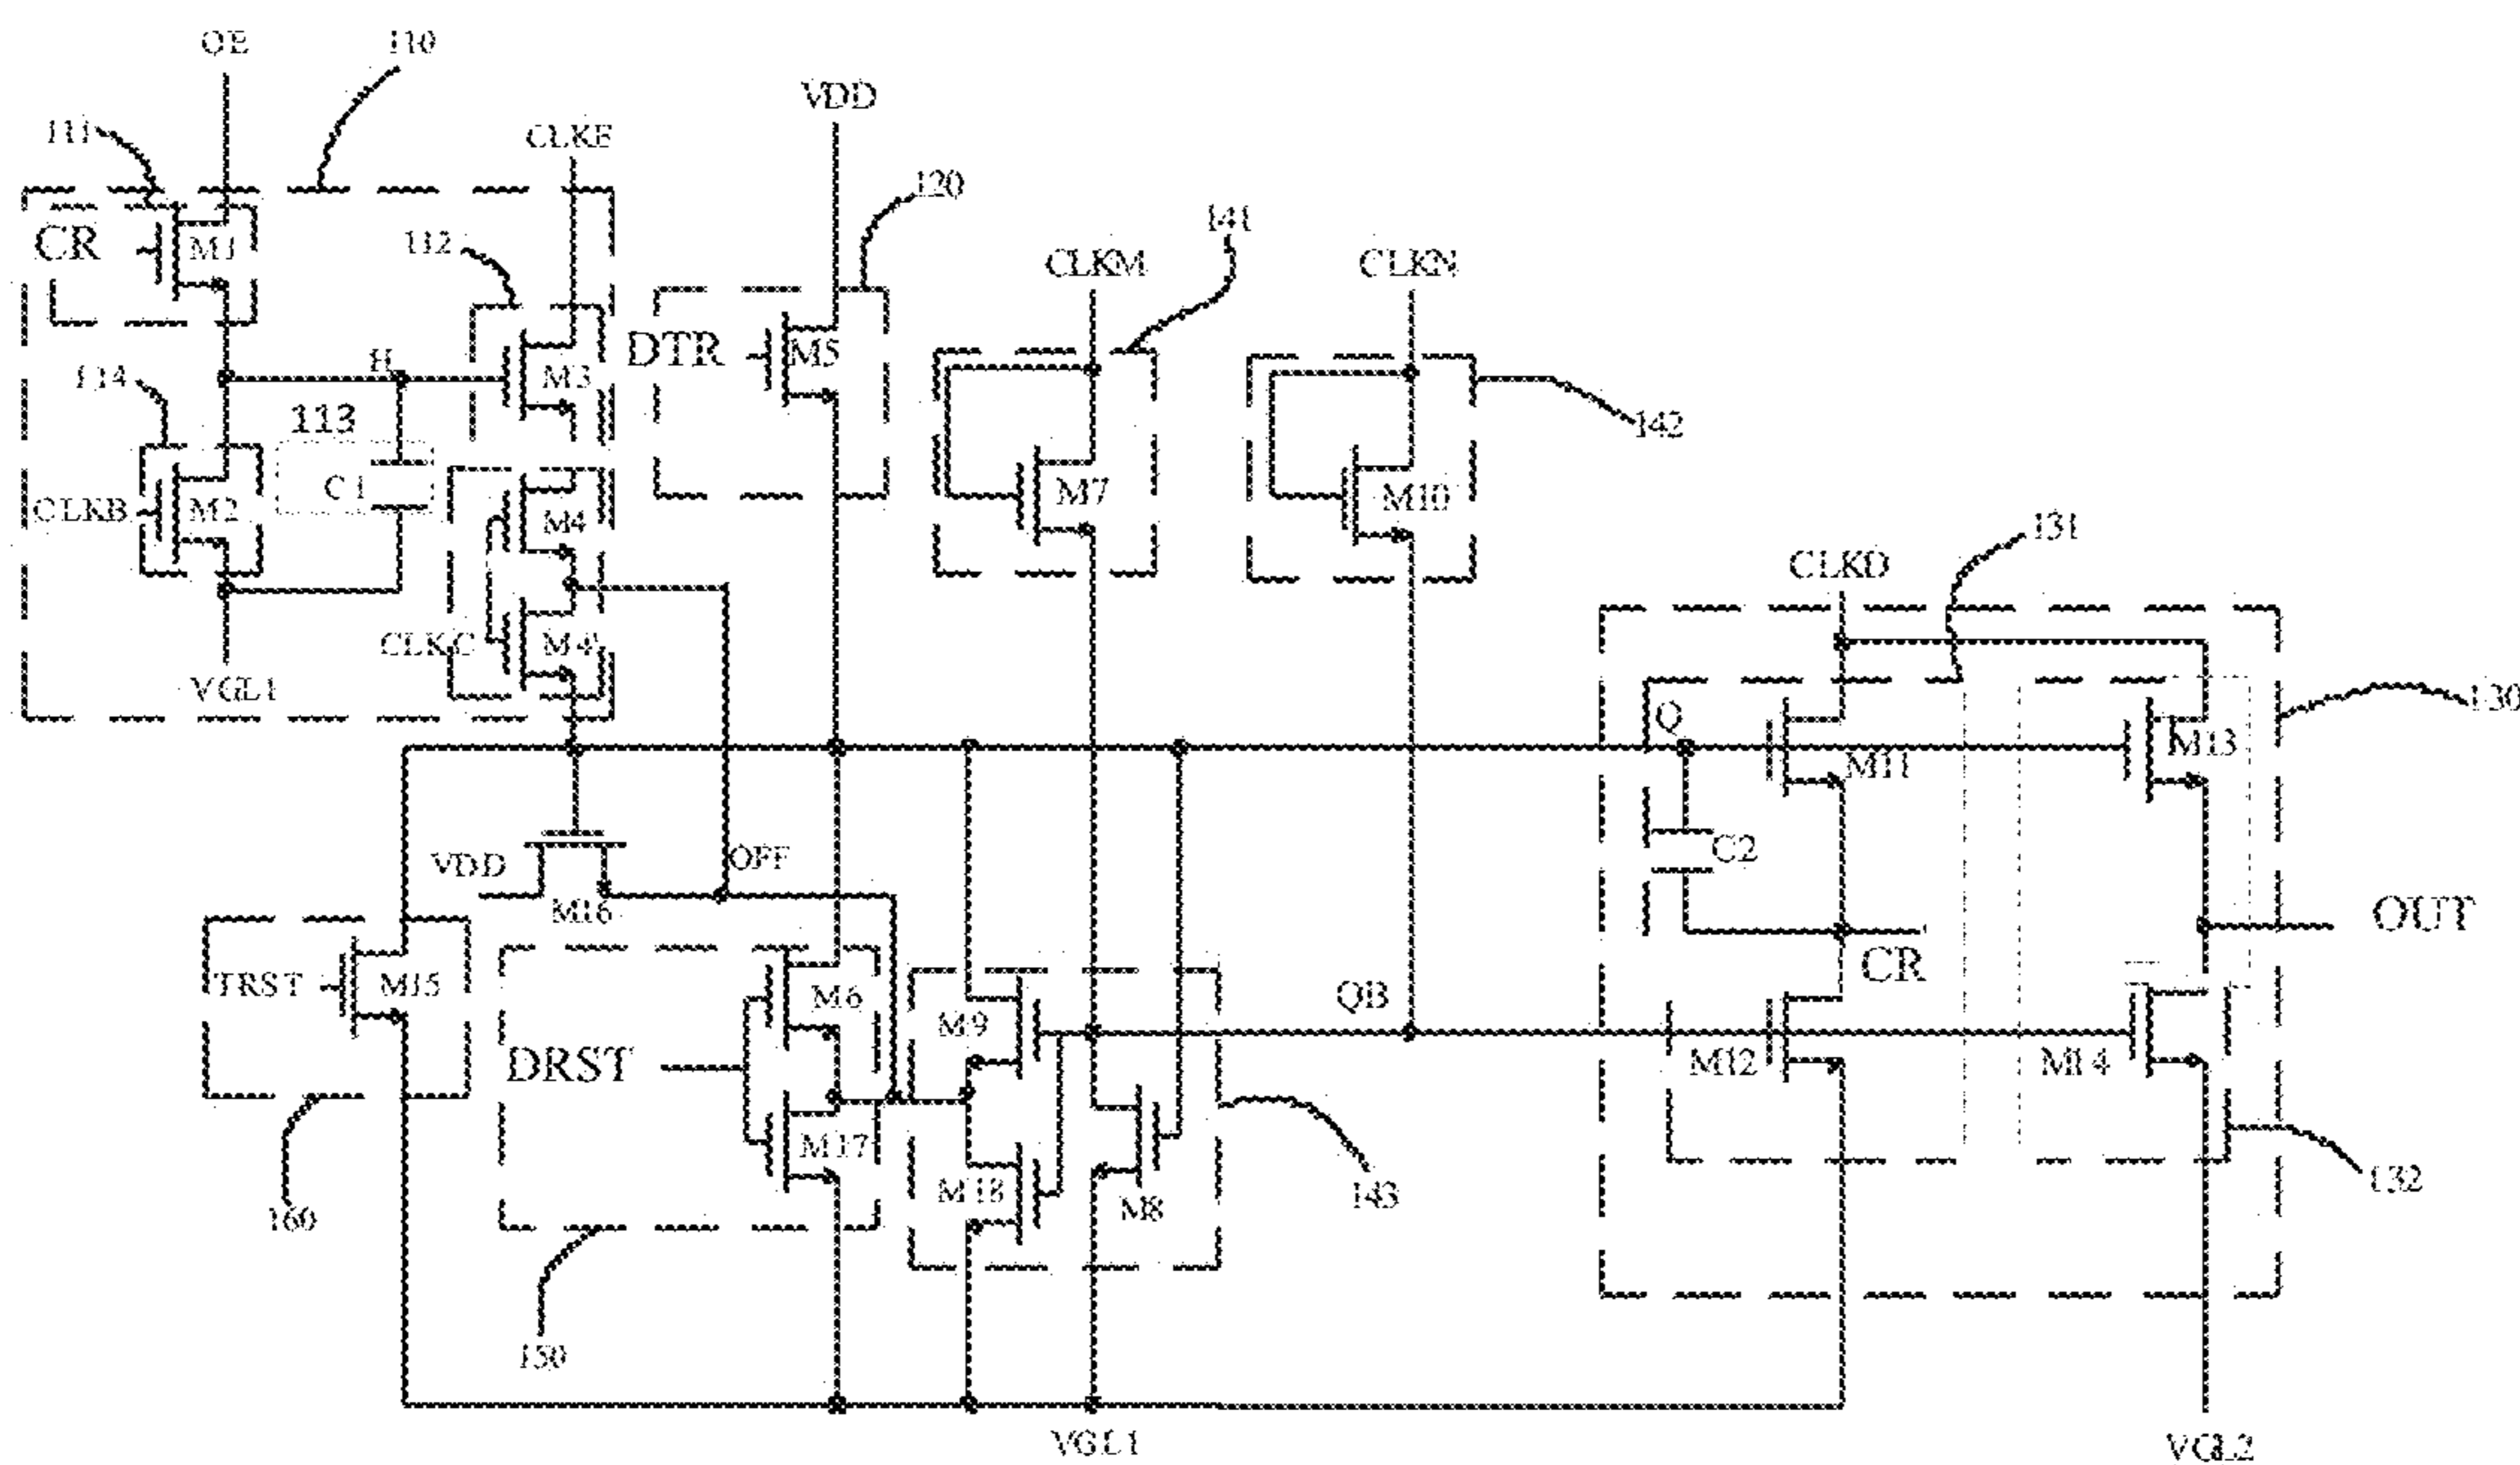 OE
110
VDD
111
CLKE
120
141
CR
M1
112
CLKM
CLKN
DTR
M5
H
M3
114
113
142
C1
M7
M10
CLKB
M2
M4
131
CLKD
CLKC
VGL1
130
Q
M13
M11
VDD
OFF
C2
M16
OUT
TRST
M15
M6
M9
QB
CR
DRST
M12
M14
M17
M18
M8
143
132
160
150
VGL1
VGL2